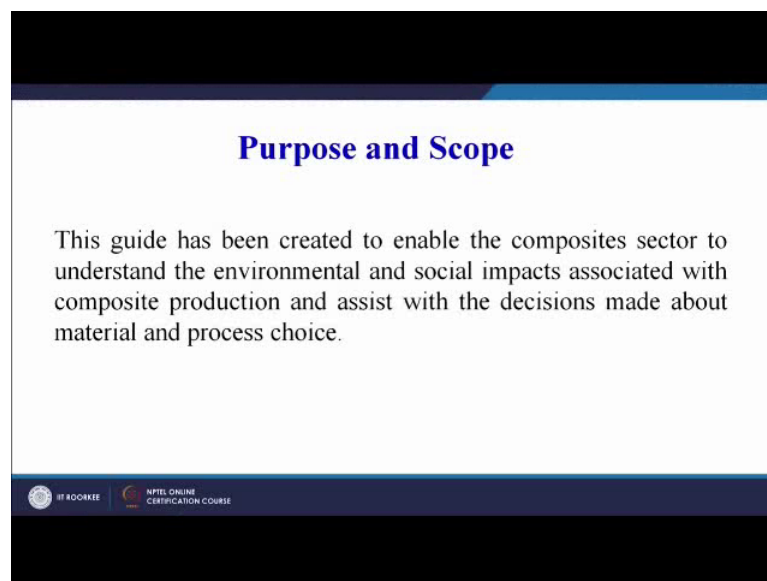 Purpose and Scope
This guide has been created to enable the composites sector to
understand the environmental and social impacts associated with
composite production and assist with the decisions made about
material and process choice.
IIT ROORKEE
NPTEL ONLINE
CERTIFICATION COURSE